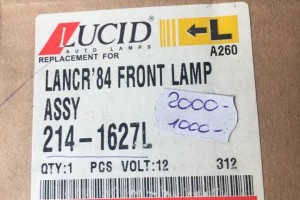 LUCID
AUTO LAMPS
REPLACEMENT FOR
L
A260
LANCR'84 FRONT LAMP
ASSY
214-1627L
2000-
1000-
QTY:1 PCS VOLT:12 312